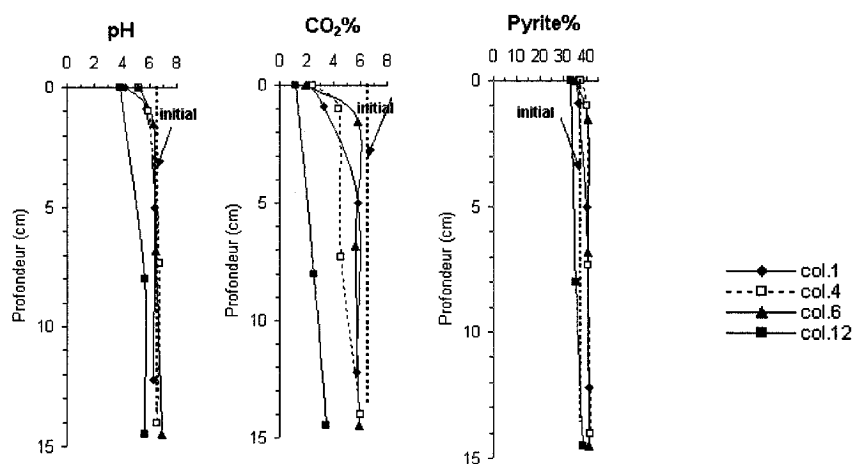 pH
0 2 4 6 8
0
5
10
15
Profondeur (cm)
initial
CO₂%
0 2 4 6 8
0
5
10
15
Profondeur (cm)
initial
Pyrite%
0 10 20 30 40
0
5
10
15
Profondeur (cm)
initial
col.1
col.4
col.6
col.12